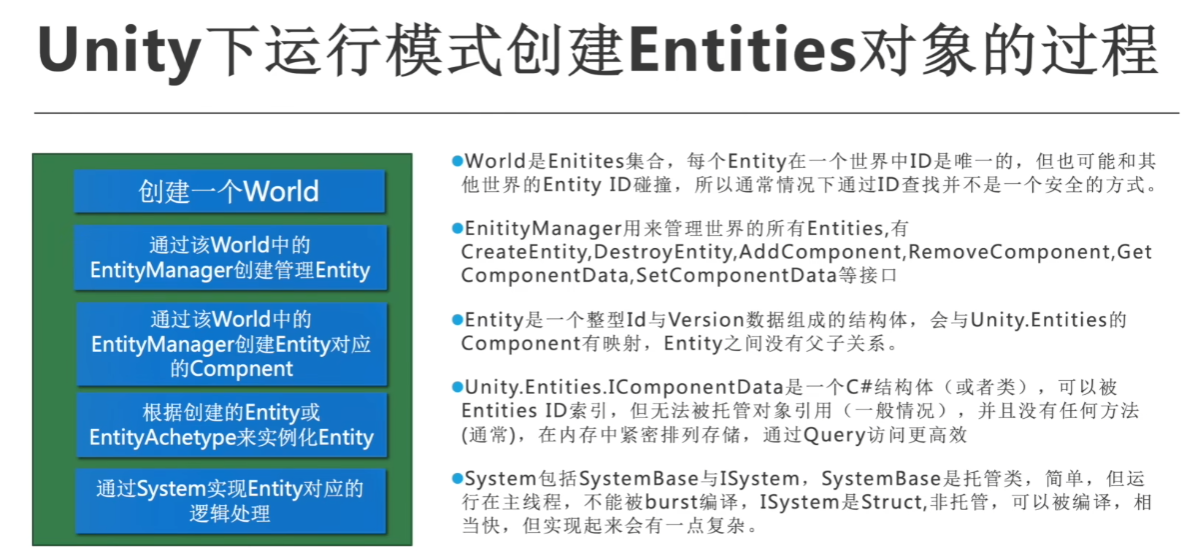 Unity下运行模式创建Entities对象的过程
创建一个World
通过该World中的
EntityManager创建管理Entity
通过该World中的
EntityManager创建Entity对应
的Compnent
根据创建的Entity或
EntityAchetype来实例化Entity
通过System实现Entity对应的
逻辑处理
●World是Enitites集合，每个Entity在一个世界中ID是唯一的，但也可能和其
他世界的Entity ID碰撞，所以通常情况下通过ID查找并不是一个安全的方式。
●EnitityManager用来管理世界的所有Entities,有
CreateEntity,DestroyEntity,AddComponent,RemoveComponent,Get
ComponentData,SetComponentData等接口
●Entity是一个整型Id与Version数据组成的结构体，会与Unity.Entities的
Component有映射，Entity之间没有父子关系。
●Unity.Entities.IComponentData是一个C#结构体（或者类），可以被
Entities ID索引，但无法被托管对象引用（一般情况），并且没有任何方法
(通常)，在内存中紧密排列存储，通过Query访问更高效
●System包括SystemBase与ISystem，SystemBase是托管类，简单，但运
行在主线程，不能被burst编译，ISystem是Struct,非托管，可以被编译，相
当快，但实现起来会有一点复杂。